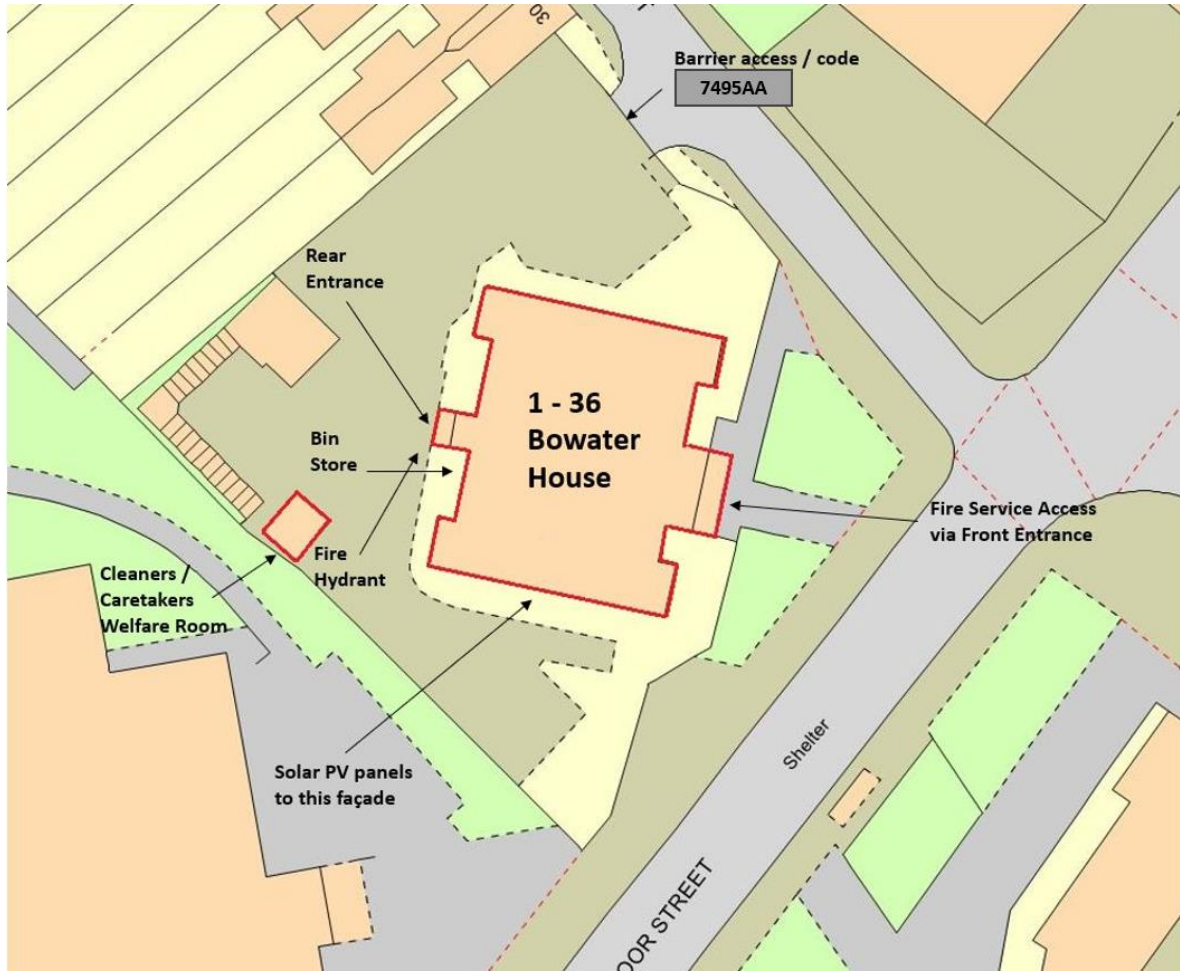 30
Barrier access / code
7495AA
Rear
Entrance
Bin
Store
1 - 36
Bowater
House
Fire Service Access
via Front Entrance
Fire
Hydrant
Cleaners /
Caretakers
Welfare Room
Solar PV panels
to this façade
Shelter
OOR STREET